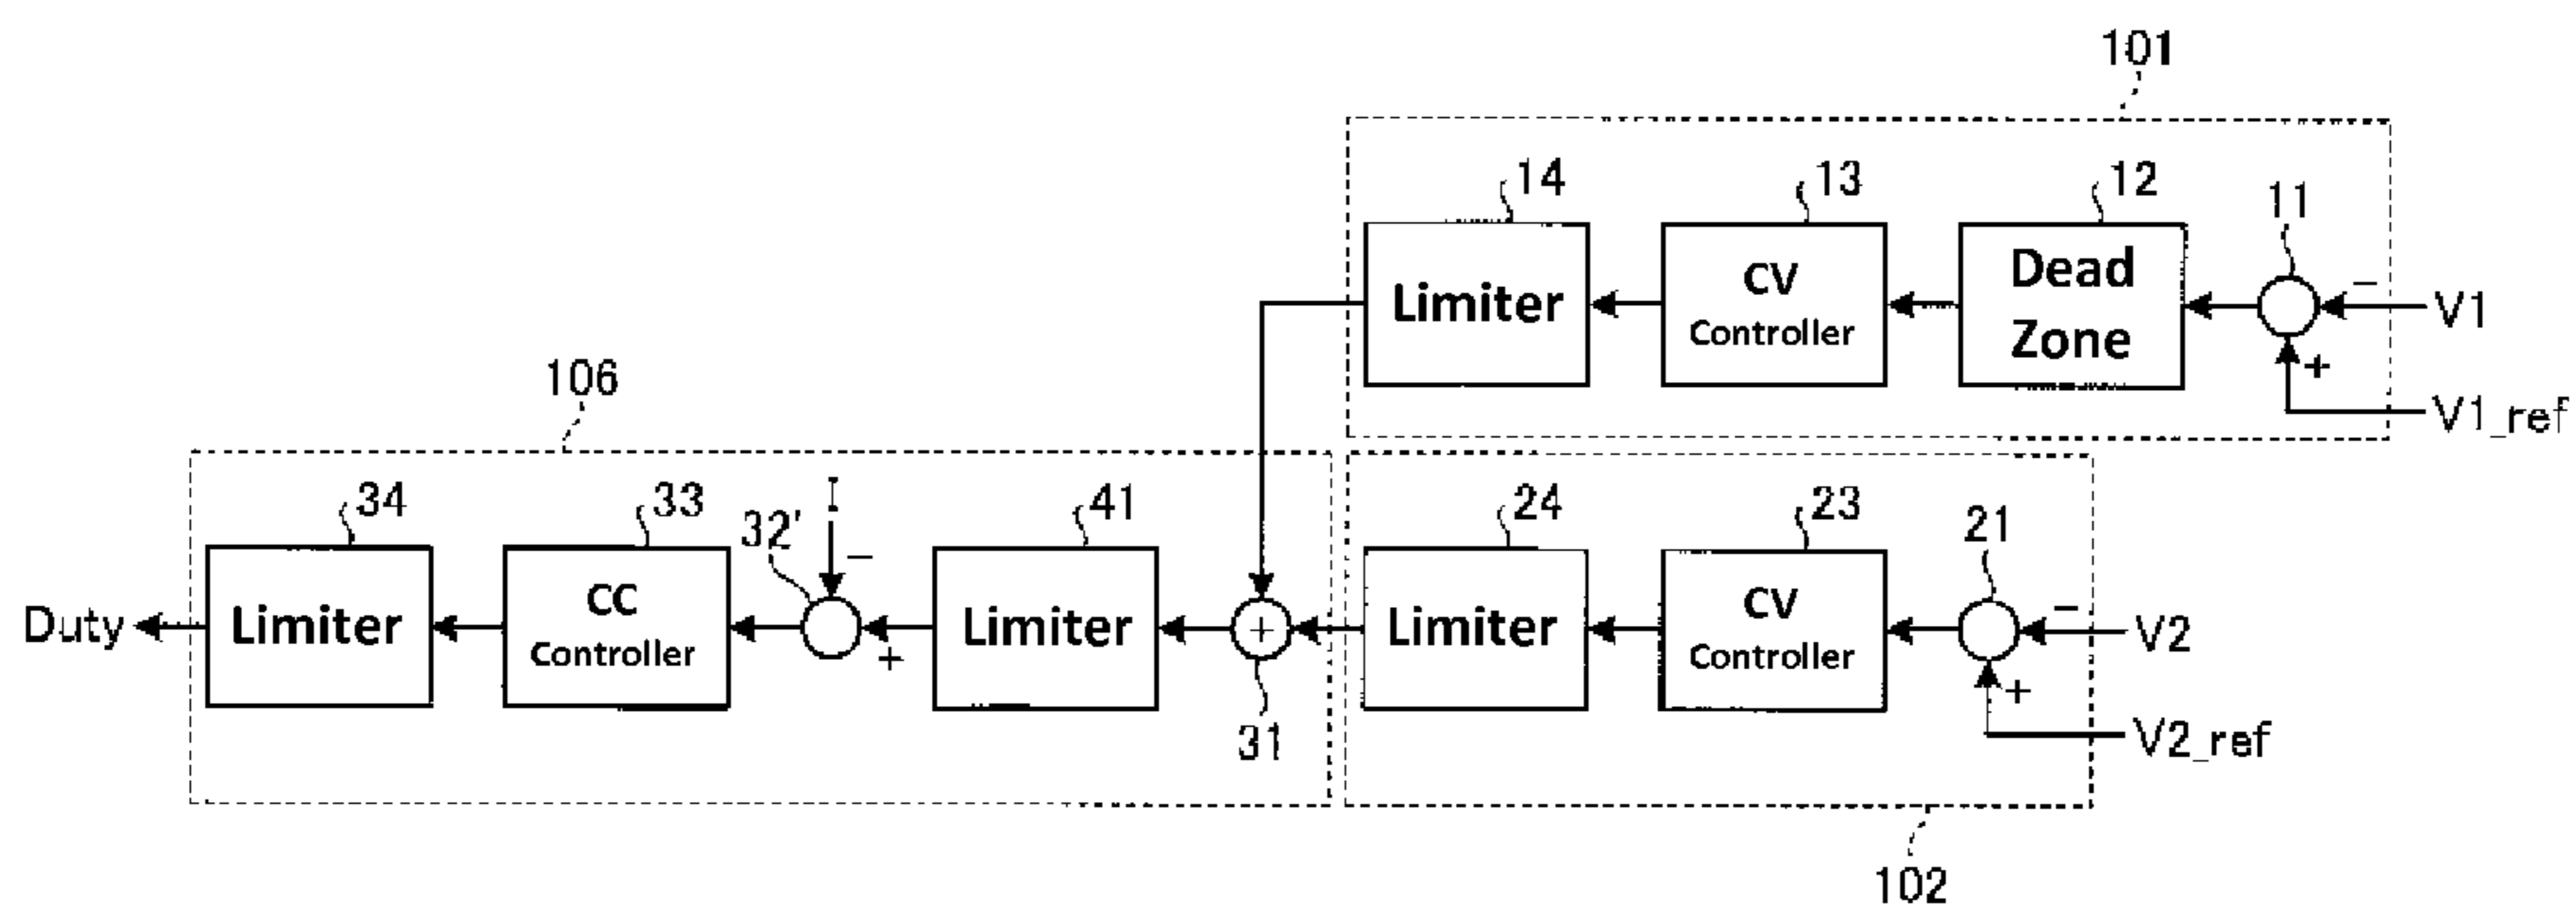 101
14
13
12
11
Limiter
CV
Controller
Dead
Zone
−
V1
+
V1_ref
106
34
33
32'
I
−
41
24
23
21
Duty
Limiter
CC
Controller
+
Limiter
+
31
Limiter
CV
Controller
−
V2
+
V2_ref
102